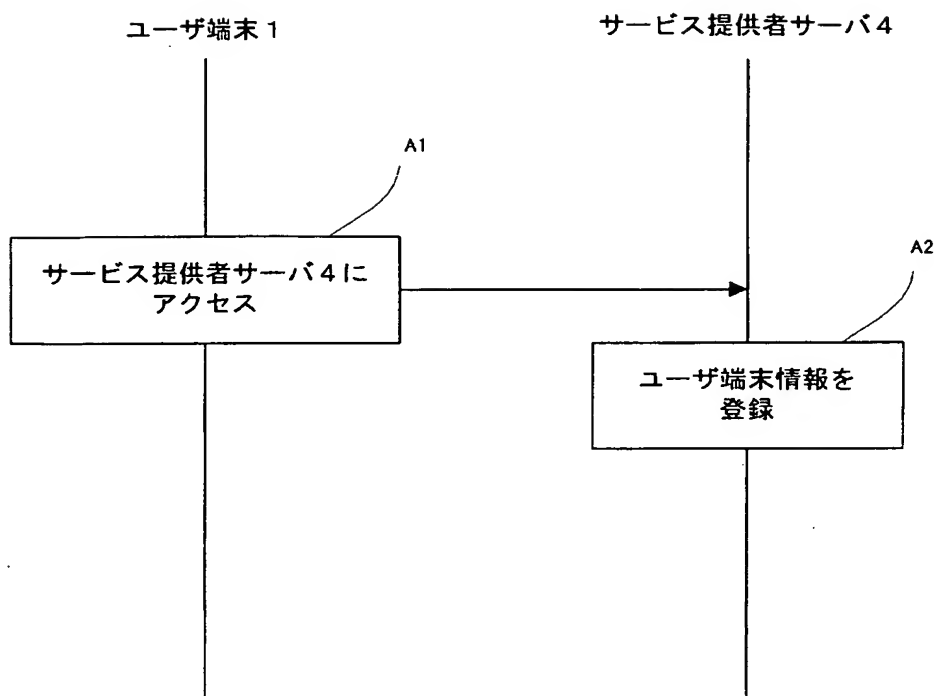 ユーザ端末1
サービス提供者サーバ4
A1
サービス提供者サーバ4に
アクセス
A2
ユーザ端末情報を
登録